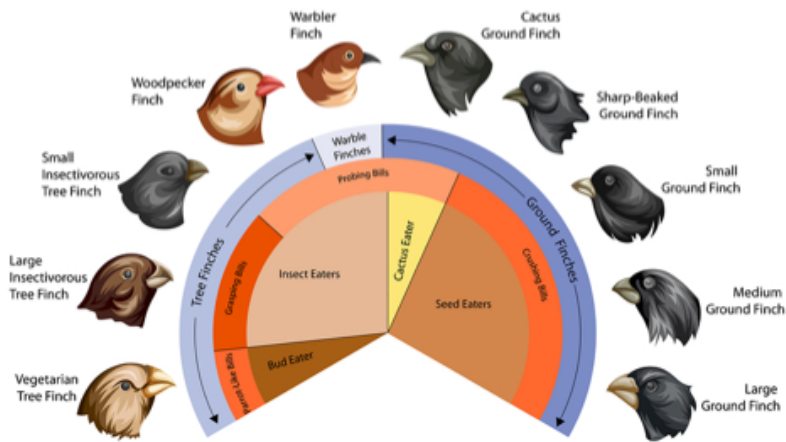 Warbler
Finch
Cactus
Ground Finch
Woodpecker
Finch
Sharp-Beaked
Ground Finch
Small
Insectivorous
Tree Finch
Small
Ground Finch
Large
Insectivorous
Tree Finch
Medium
Ground Finch
Vegetarian
Tree Finch
Large
Ground Finch
Warble
Finches
Tree Finches
Ground Finches
Probing Bills
Grasping Bills
Parrot-Like Bills
Crushing Bills
Insect Eaters
Cactus Eater
Seed Eaters
Bud Eater